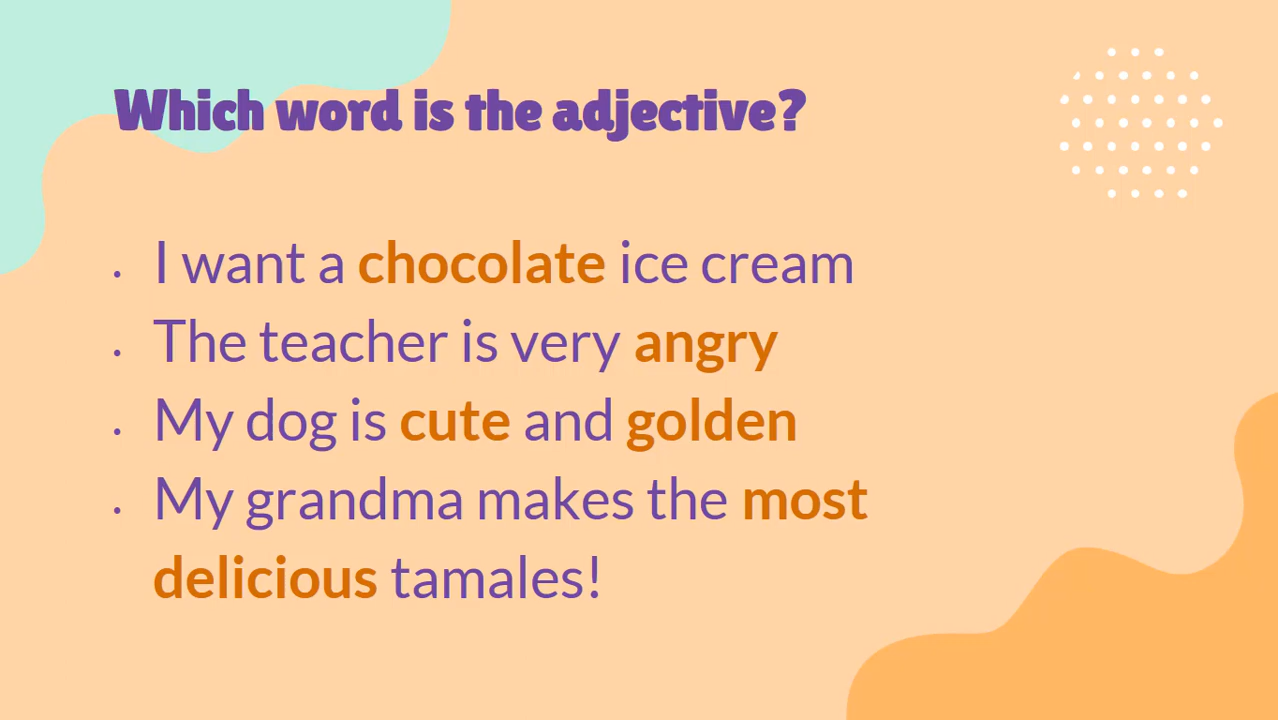 Which word is the adjective?
• I want a chocolate ice cream
• The teacher is very angry
• My dog is cute and golden
• My grandma makes the most
delicious tamales!